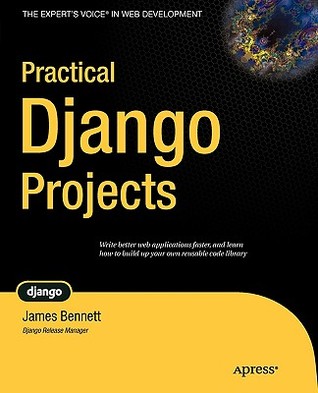 THE EXPERT'S VOICE® IN WEB DEVELOPMENT
Practical
Django
Projects
Write better web applications faster, and learn
how to build up your own reusable code library
django
James Bennett
Django Release Manager
Apress®